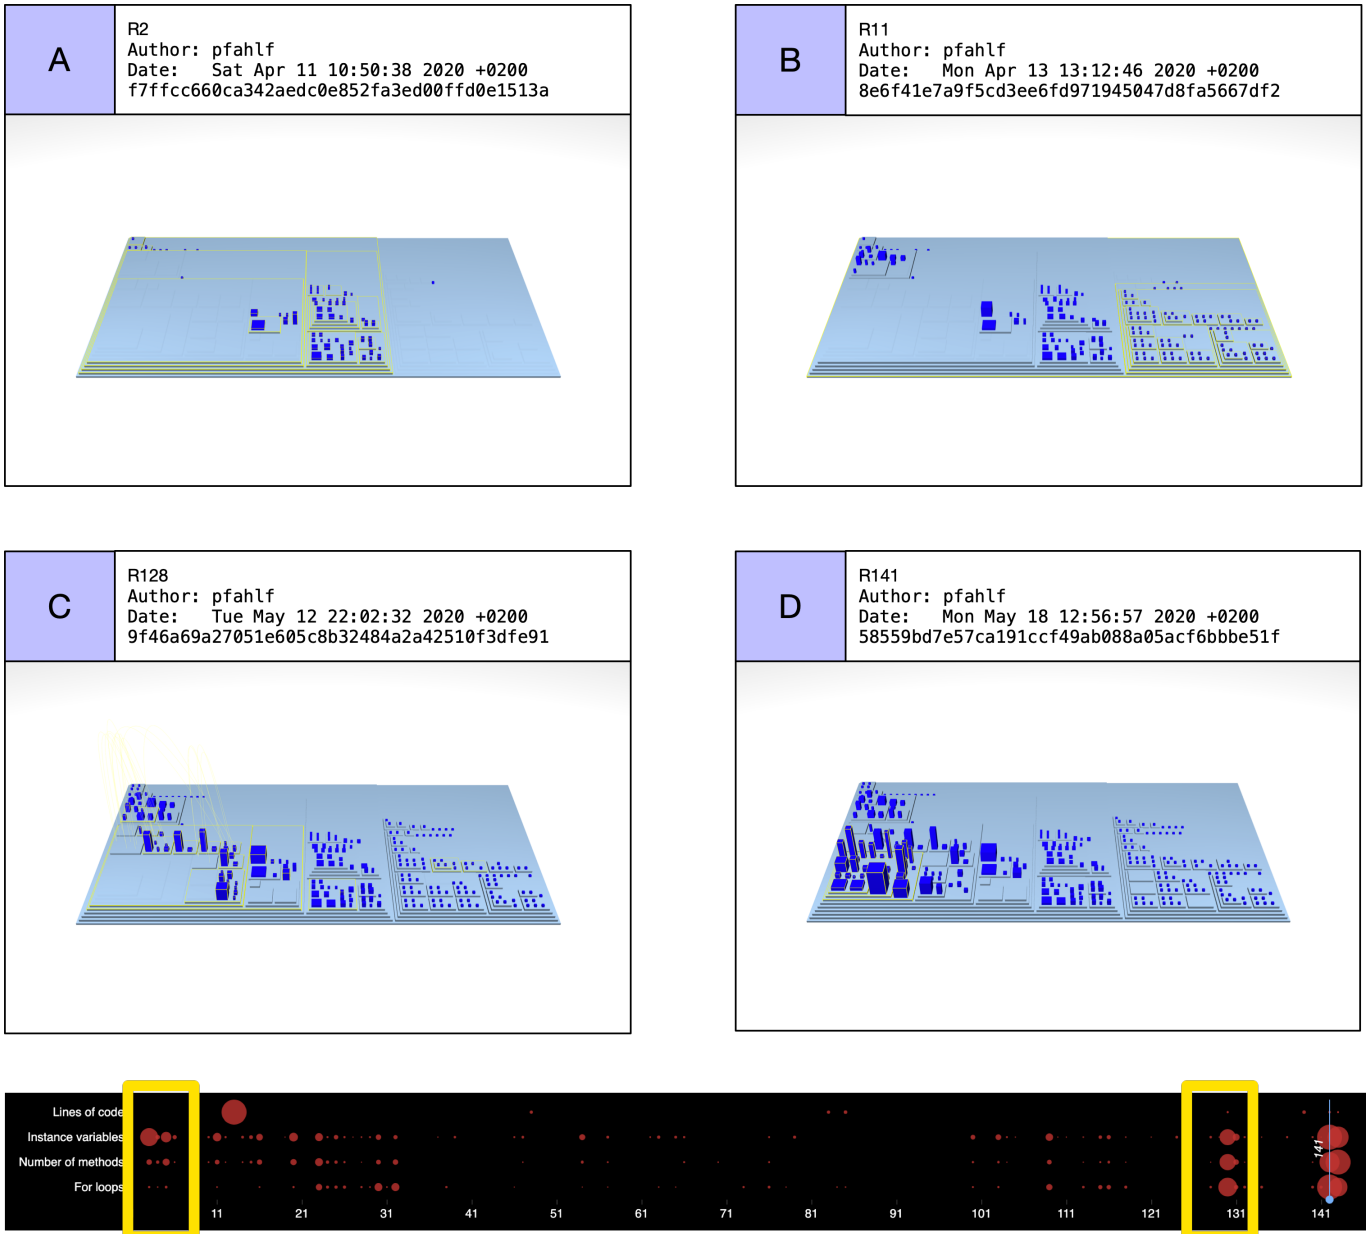 A
R2
Author: pfahlf
Date:   Sat Apr 11 10:50:38 2020 +0200
f7ffcc660ca342aedc0e852fa3ed00ffd0e1513a
B
R11
Author: pfahlf
Date:   Mon Apr 13 13:12:46 2020 +0200
8e6f41e7a9f5cd3ee6fd971945047d8fa5667df2
C
R128
Author: pfahlf
Date:   Tue May 12 22:02:32 2020 +0200
9f46a69a27051e605c8b32484a2a42510f3dfe91
D
R141
Author: pfahlf
Date:   Mon May 18 12:56:57 2020 +0200
58559bd7e57ca191ccf49ab088a05acf6bbbe51f
Lines of code
Instance variables
Number of methods
For loops
141
11 21 31 41 51 61 71 81 91 101 111 121 131 141